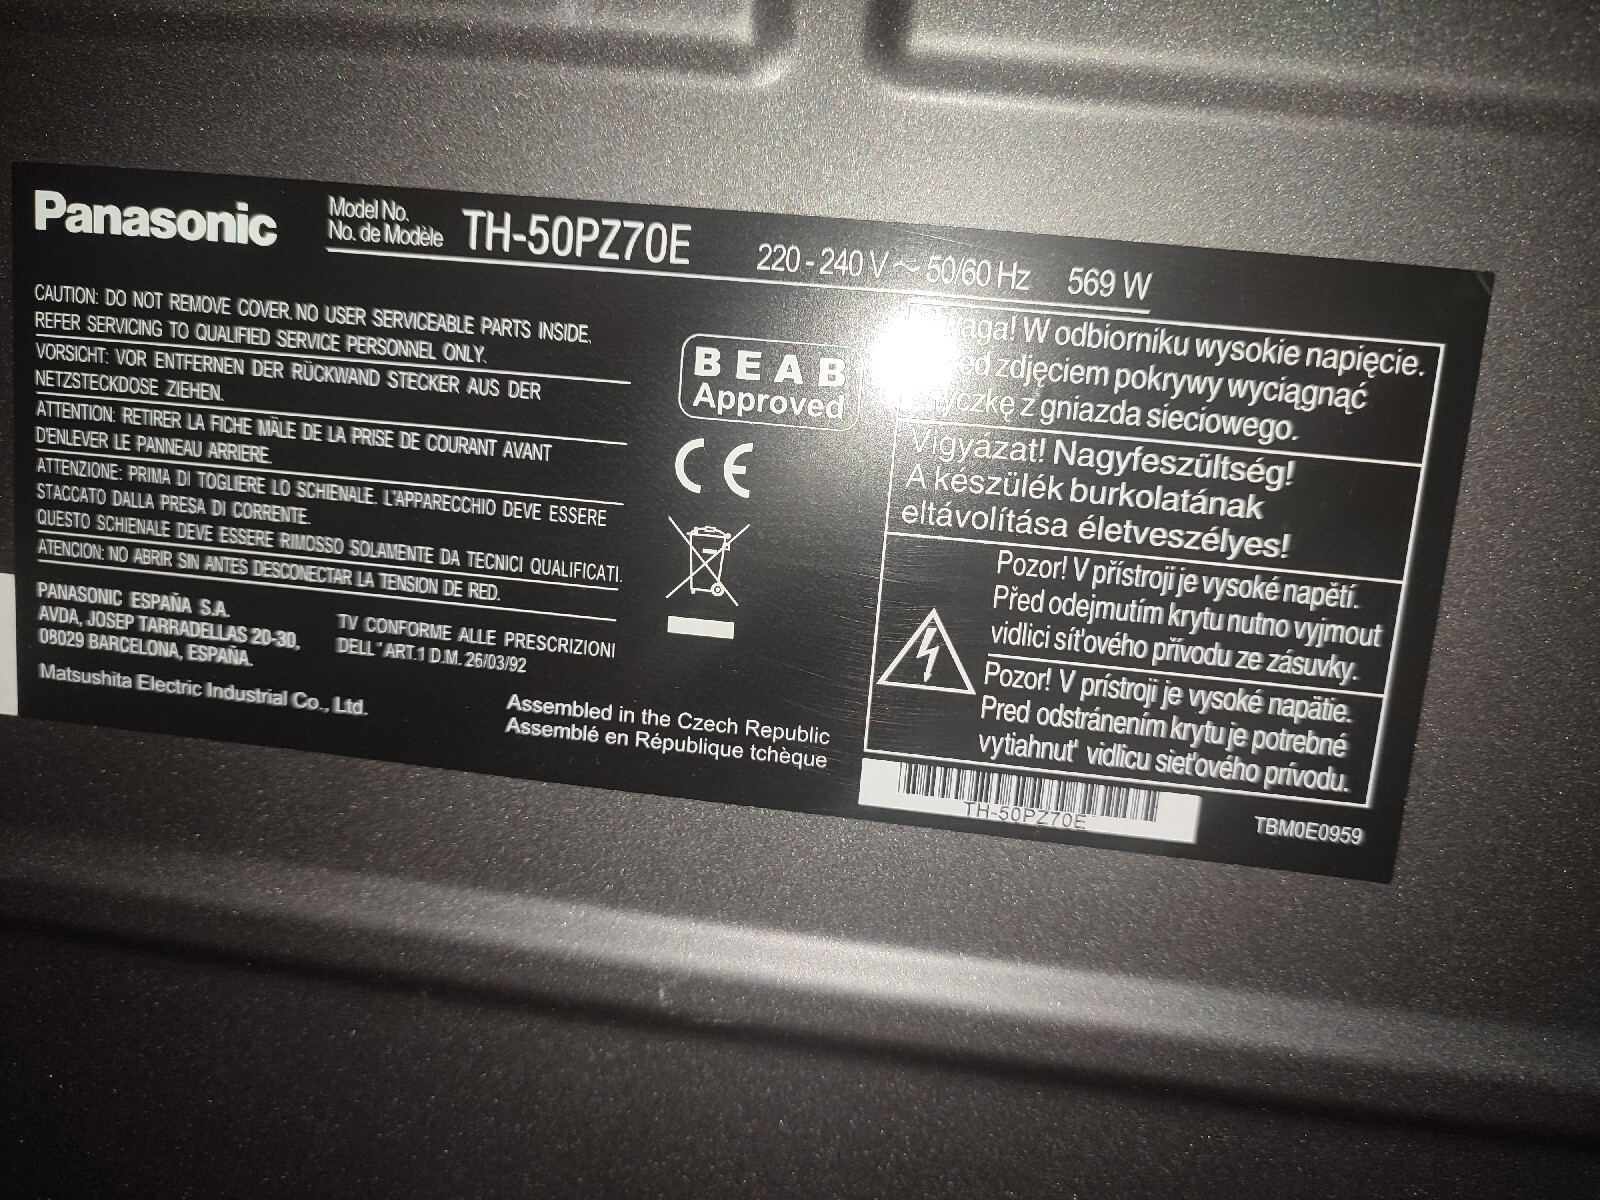 Panasonic
Model No.
No. de Modèle
TH-50PZ70E
220 - 240 V ~ 50/60 Hz 569 W
CAUTION: DO NOT REMOVE COVER. NO USER SERVICEABLE PARTS INSIDE.
REFER SERVICING TO QUALIFIED SERVICE PERSONNEL ONLY.
VORSICHT: VOR ENTFERNEN DER RÜCKWAND STECKER AUS DER
NETZSTECKDOSE ZIEHEN.
ATTENTION: RETIRER LA FICHE MÂLE DE LA PRISE DE COURANT AVANT
D'ENLEVER LE PANNEAU ARRIERE.
ATTENZIONE: PRIMA DI TOGLIERE LO SCHIENALE. L'APPARECCHIO DEVE ESSERE
STACCATO DALLA PRESA DI CORRENTE.
QUESTO SCHIENALE DEVE ESSERE RIMOSSO SOLAMENTE DA TECNICI QUALIFICATI.
ATENCION: NO ABRIR SIN ANTES DESCONECTAR LA TENSION DE RED.
PANASONIC ESPAÑA S.A.
AVDA, JOSEP TARRADELLAS 20-30,
08029 BARCELONA, ESPAÑA.
TV CONFORME ALLE PRESCRIZIONI
DELL'ART.1 D.M. 26/03/92
Matsushita Electric Industrial Co., Ltd.
Assembled in the Czech Republic
Assemblé en République tchèque
BEAB
Approved
CE
W odbiorniku wysokie napięcie.
zdjęciem pokrywy wyciągnąć
z gniazda sieciowego.
Vigyázat! Nagyfeszültség!
A készülék burkolatának
eltávolítása életveszélyes!
Pozor! V přístroji je vysoké napětí.
Před odejmutím krytu nutno vyjmout
vidlici síťového přívodu ze zásuvky.
Pozor! V prístroji je vysoké napätie.
Pred odstránením krytu je potrebné
vytiahnuť vidlicu sieťového prívodu.
TH-50PZ70E
TBM0E0959